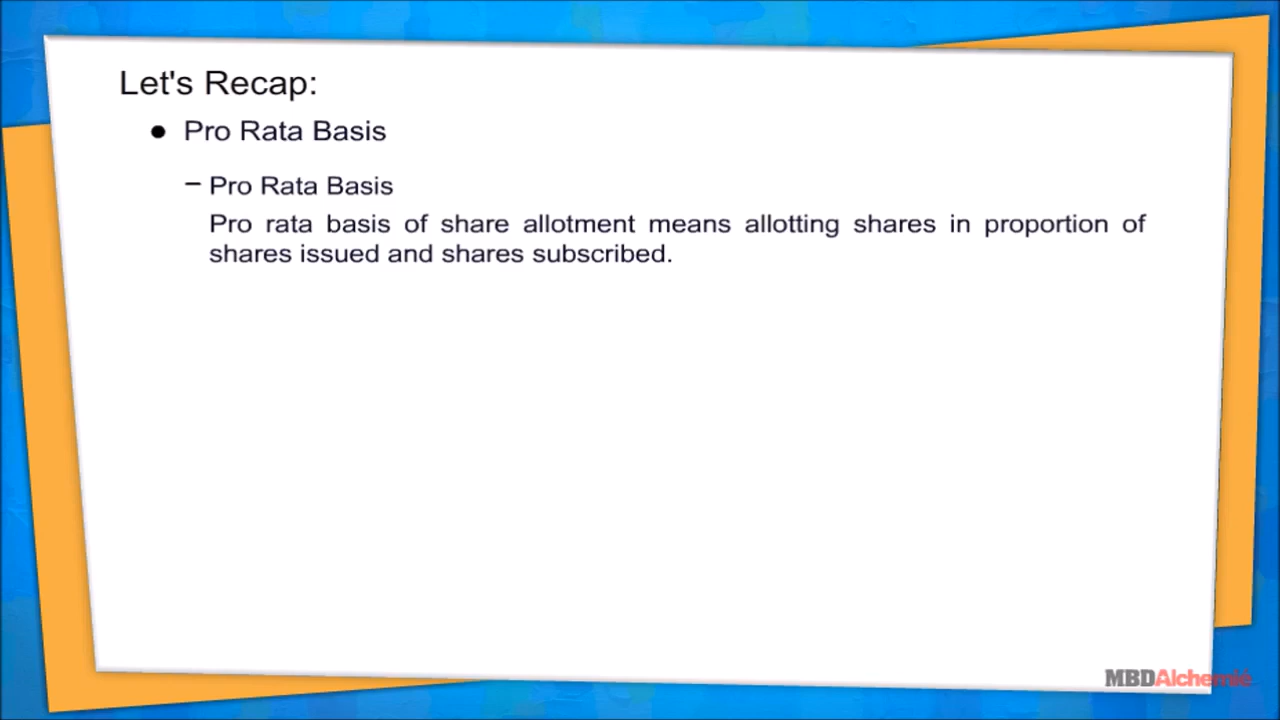 Let's Recap:
● Pro Rata Basis
– Pro Rata Basis
Pro rata basis of share allotment means allotting shares in proportion of
shares issued and shares subscribed.
MBDAlchemie